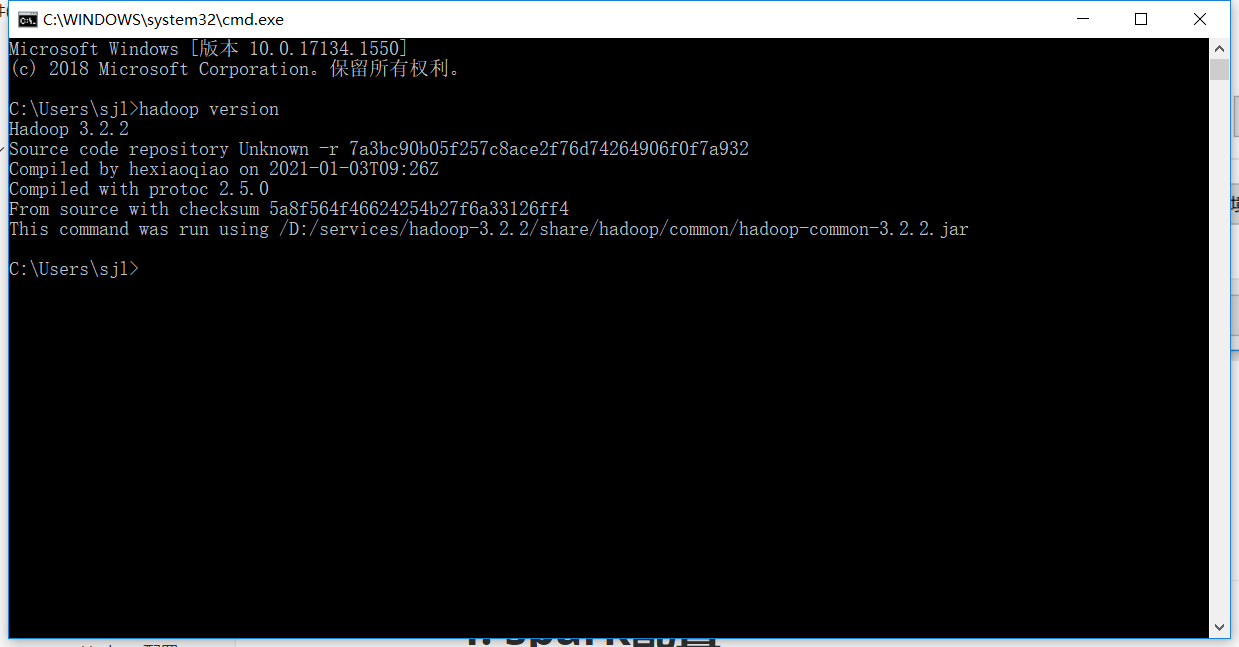 C:\WINDOWS\system32\cmd.exe
Microsoft Windows [版本 10.0.17134.1550]
(c) 2018 Microsoft Corporation。保留所有权利。
C:\Users\sjl>hadoop version
Hadoop 3.2.2
Source code repository Unknown -r 7a3bc90b05f257c8ace2f76d74264906f0f7a932
Compiled by hexiaoqiao on 2021-01-03T09:26Z
Compiled with protoc 2.5.0
From source with checksum 5a8f564f46624254b27f6a33126ff4
This command was run using /D:/services/hadoop-3.2.2/share/hadoop/common/hadoop-common-3.2.2.jar
C:\Users\sjl>